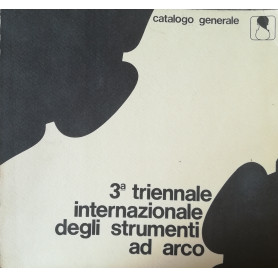 catalogo generale
3ª triennale
internazionale
degli strumenti
ad arco